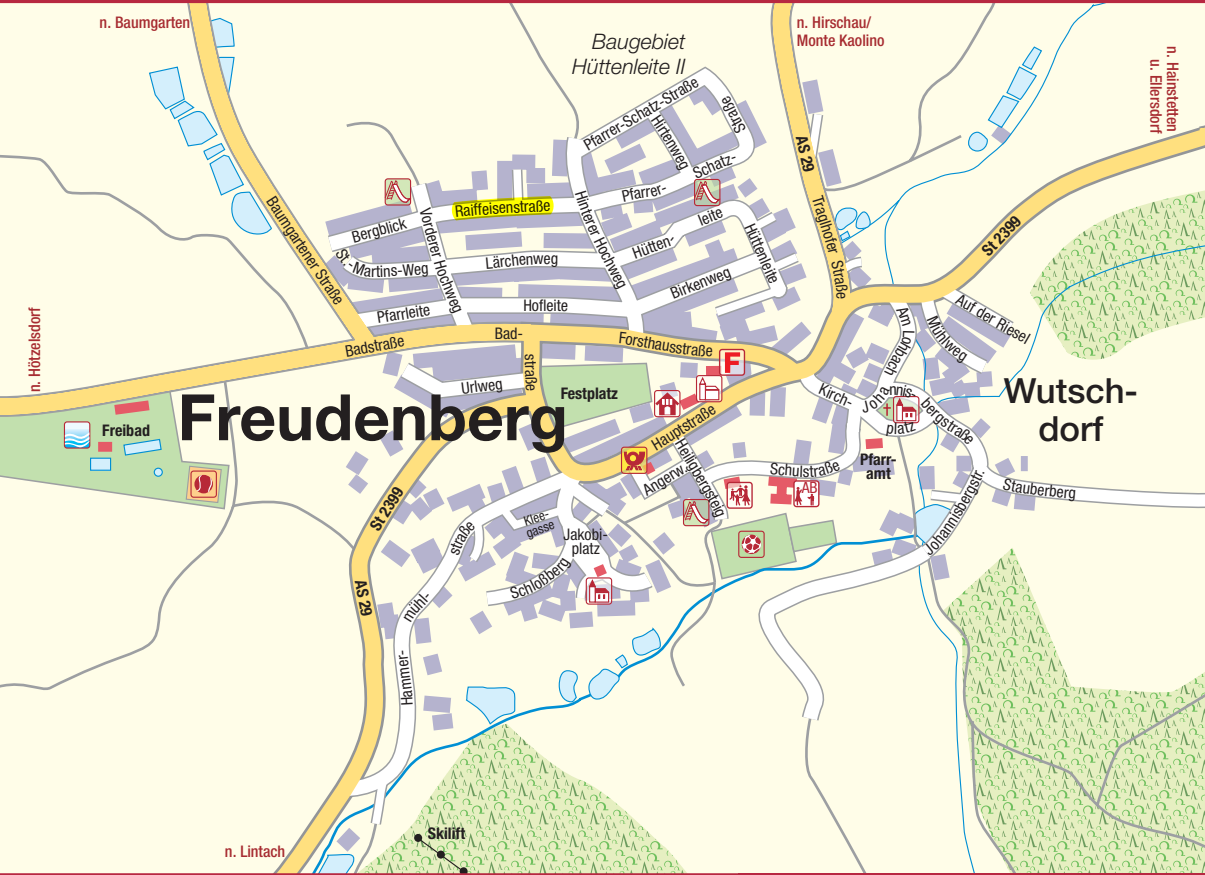 n. Baumgarten
n. Hirschau/
Monte Kaolino
n. Hainstetten
u. Ellersdorf
Baugebiet
Hüttenleite II
Pfarrer-Schatz-Straße
Straße
Hirtenweg
Schatz-
Pfarrer-
AS 29
Raiffeisenstraße
Bergblick
Vorderer Hochweg
Hinterer Hochweg
leite
Hütten-
Hüttenleite
Traglhofer Straße
Baumgartener Straße
St.-Martins-Weg
Lärchenweg
Birkenweg
St 2399
Pfarrleite
Hofleite
Auf der Riesel
Am Lohbach
Mühlweg
n. Hötzelsdorf
Badstraße
Bad-
straße
Forsthausstraße
F
Urlweg
Festplatz
Kirch-
Johannis-
platz
bergstraße
Wutsch-
dorf
Freudenberg
Freibad
Hauptstraße
Heiligbergsteig
Angerw.
Schulstraße
Pfarr-
amt
AB
Stauberberg
Johannisbergstr.
St 2399
Klee-
gasse
Jakobi-
platz
Schloßberg
straße
mühl-
Hammer-
AS 29
Skilift
n. Lintach